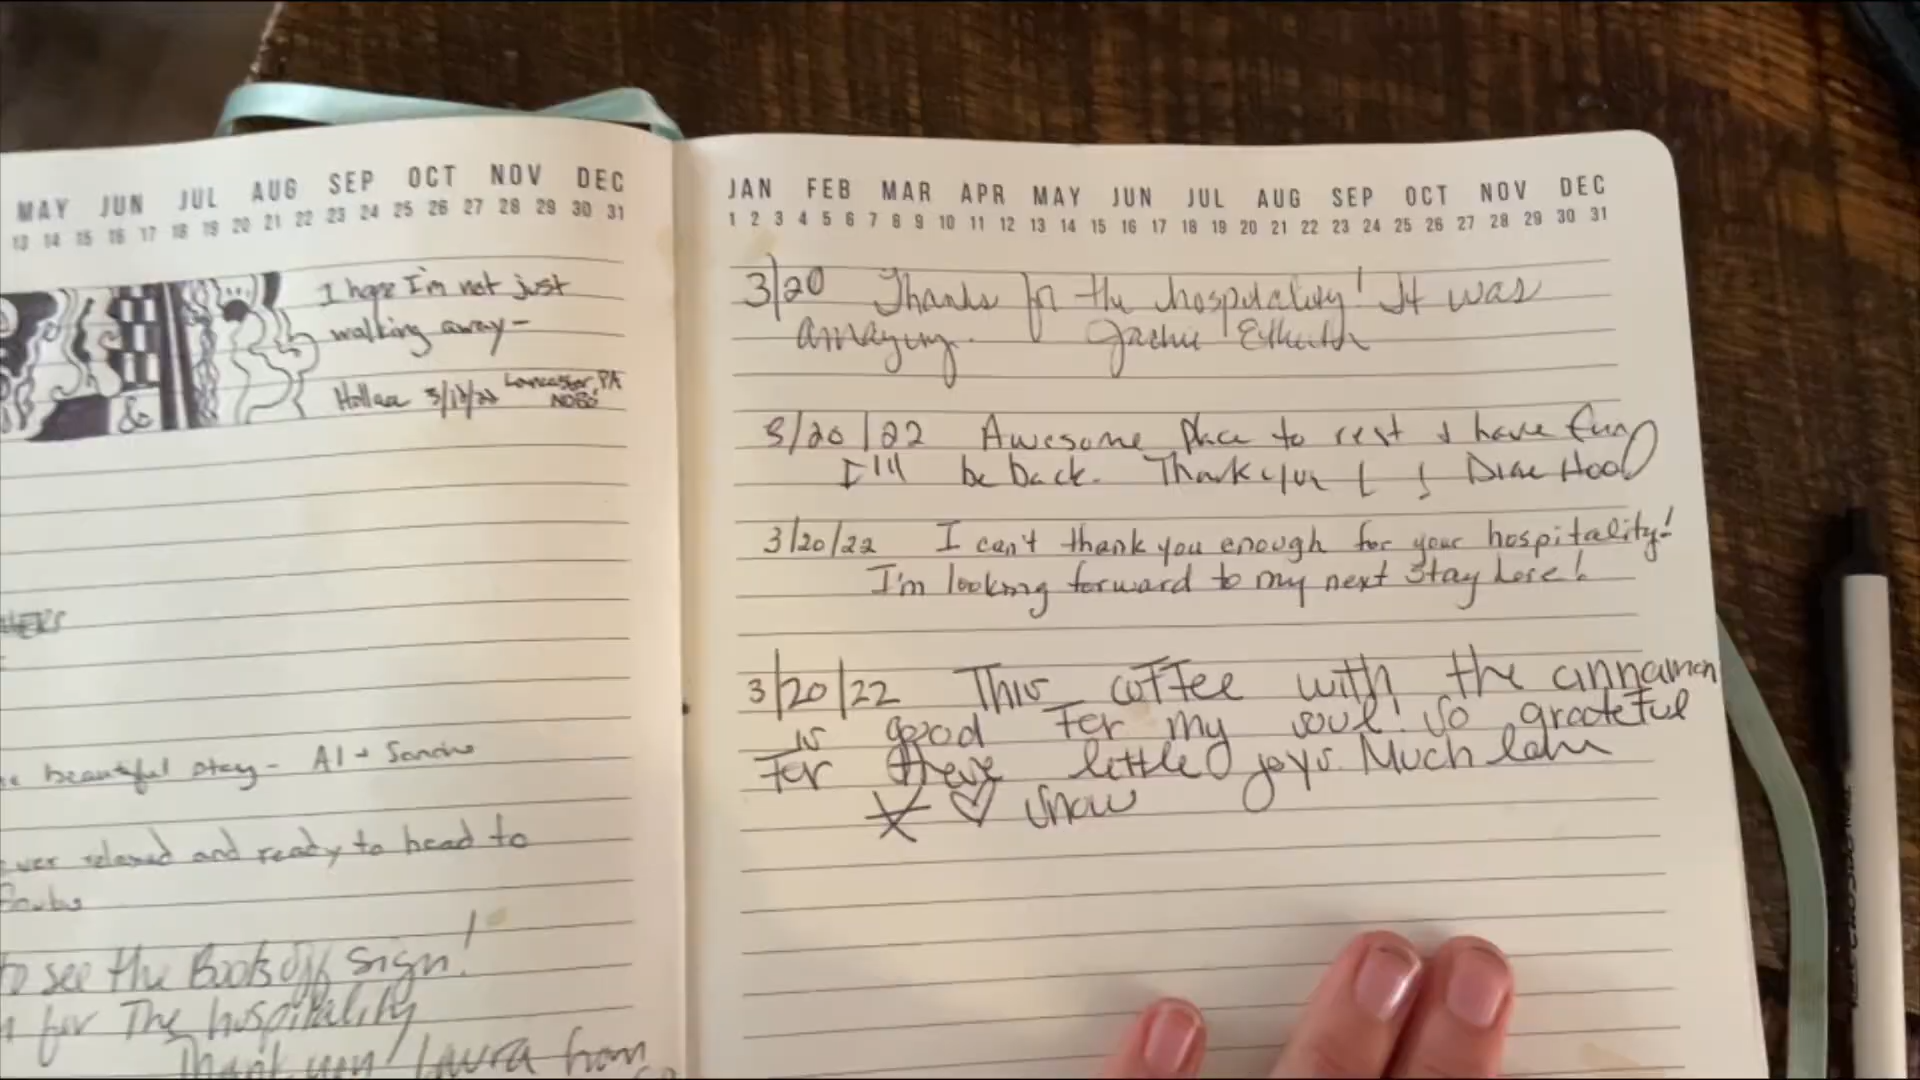 MAY JUN JUL AUG SEP OCT NOV DEC
13 14 15 16 17 18 19 20 21 22 23 24 25 26 27 28 29 30 31
I hope I'm not just
walking away-
Lancaster, PA
NOBO
beautiful stay - Al + Sancho
relaxed and ready to head to
to see the Boots Off sign!
for The hospitality
Thank you! Laura from
JAN FEB MAR APR MAY JUN JUL AUG SEP OCT NOV DEC
1 2 3 4 5 6 7 8 9 10 11 12 13 14 15 16 17 18 19 20 21 22 23 24 25 26 27 28 29 30 31
3/20 Thanks for the hospitality! It was
amazing.
3/20/22 Awesome place to rest & have fun
I'll be back. Thank you
3/20/22 I can't thank you enough for your hospitality!
I'm looking forward to my next stay here!
3/20/22 This coffee with the cinnamon
is good for my soul! So grateful
for these little joys. Much
♡ Snow